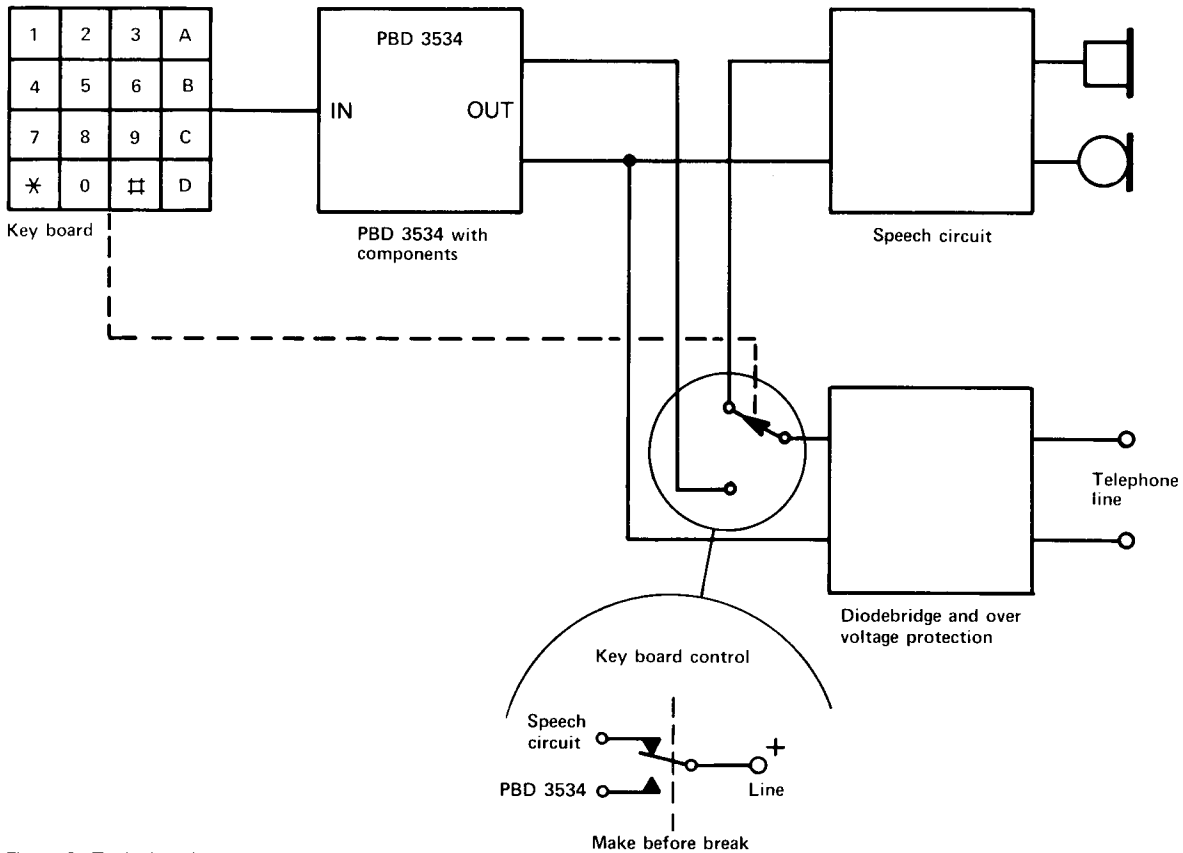 1 2 3 A
4 5 6 B
7 8 9 C
* 0 # D
Key board
PBD 3534
IN OUT
PBD 3534 with
components
Speech circuit
Telephone
line
Diodebridge and over
voltage protection
Key board control
Speech
circuit
+
PBD 3534
Line
Make before break